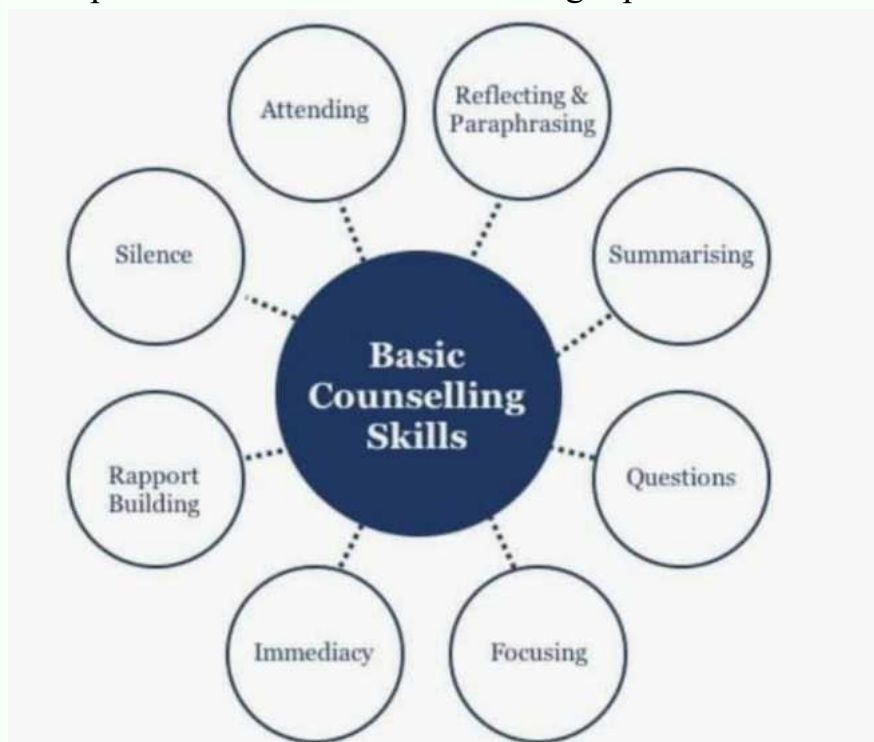 Attending
Reflecting &
Paraphrasing
Silence
Summarising
Basic
Counselling
Skills
Rapport
Building
Questions
Immediacy
Focusing